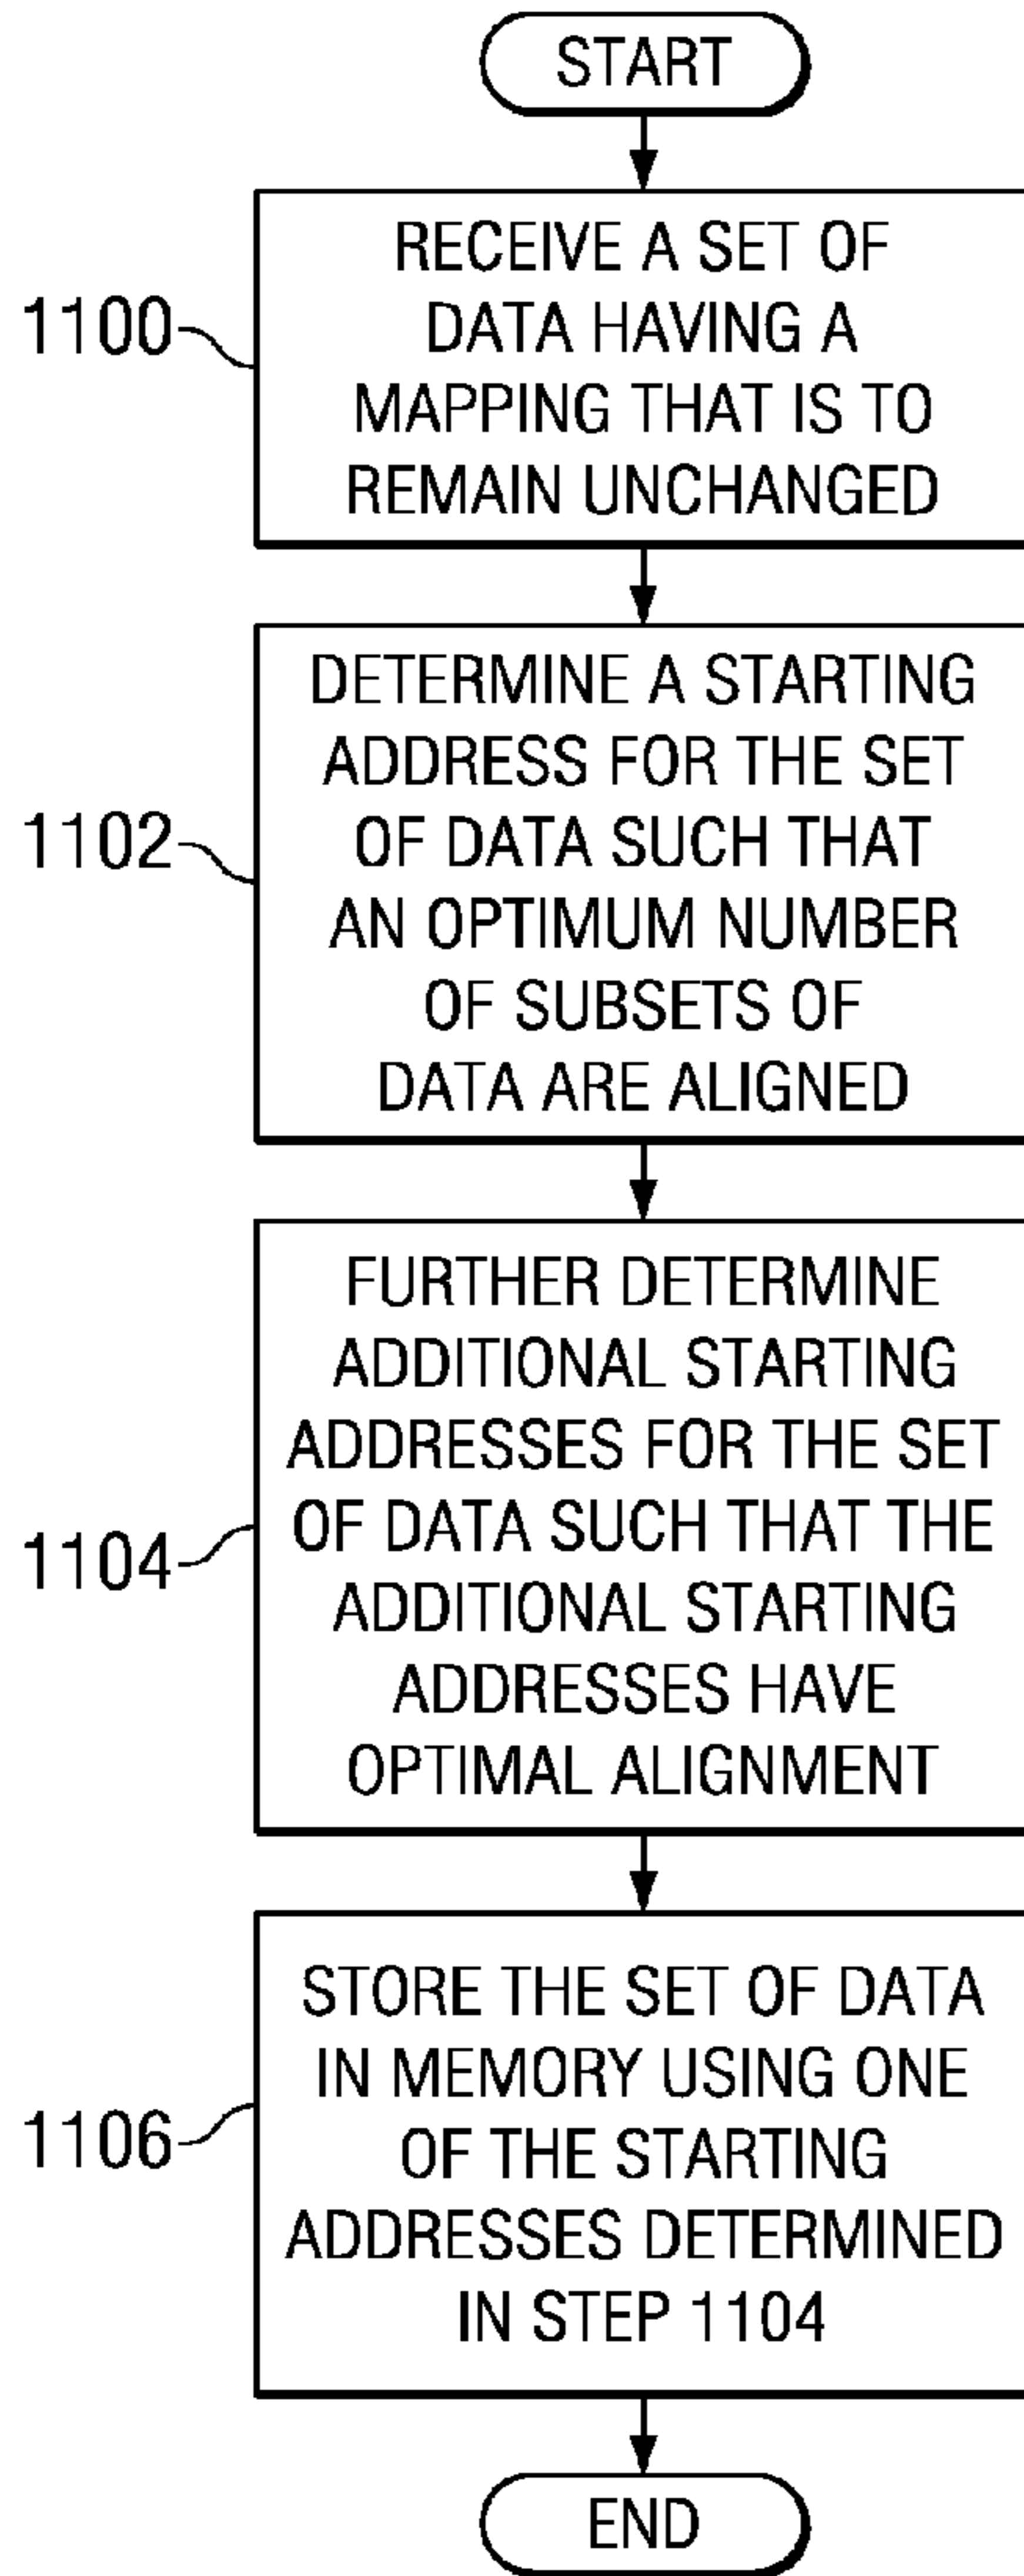 START
1100
RECEIVE A SET OF
DATA HAVING A
MAPPING THAT IS TO
REMAIN UNCHANGED
1102
DETERMINE A STARTING
ADDRESS FOR THE SET
OF DATA SUCH THAT
AN OPTIMUM NUMBER
OF SUBSETS OF
DATA ARE ALIGNED
1104
FURTHER DETERMINE
ADDITIONAL STARTING
ADDRESSES FOR THE SET
OF DATA SUCH THAT THE
ADDITIONAL STARTING
ADDRESSES HAVE
OPTIMAL ALIGNMENT
1106
STORE THE SET OF DATA
IN MEMORY USING ONE
OF THE STARTING
ADDRESSES DETERMINED
IN STEP 1104
END